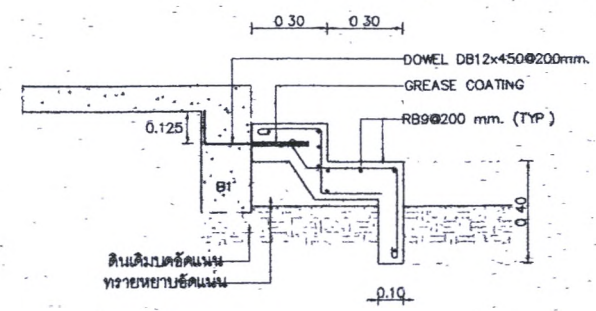 0.30 0.30
DOWEL DB12x450@200mm.
GREASE COATING
RB9@200 mm. (TYP.)
0.125
B1
0.40
ดินเดิมบดอัดแน่น
ทรายหยาบอัดแน่น
0.10